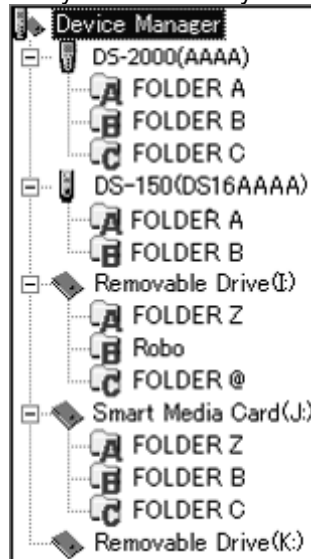 Device Manager
DS-2000(AAAA)
FOLDER A
FOLDER B
FOLDER C
DS-150(DS16AAAA)
FOLDER A
FOLDER B
Removable Drive(I:)
FOLDER Z
Robo
FOLDER @
Smart Media Card(J:)
FOLDER Z
FOLDER B
FOLDER C
Removable Drive(K:)